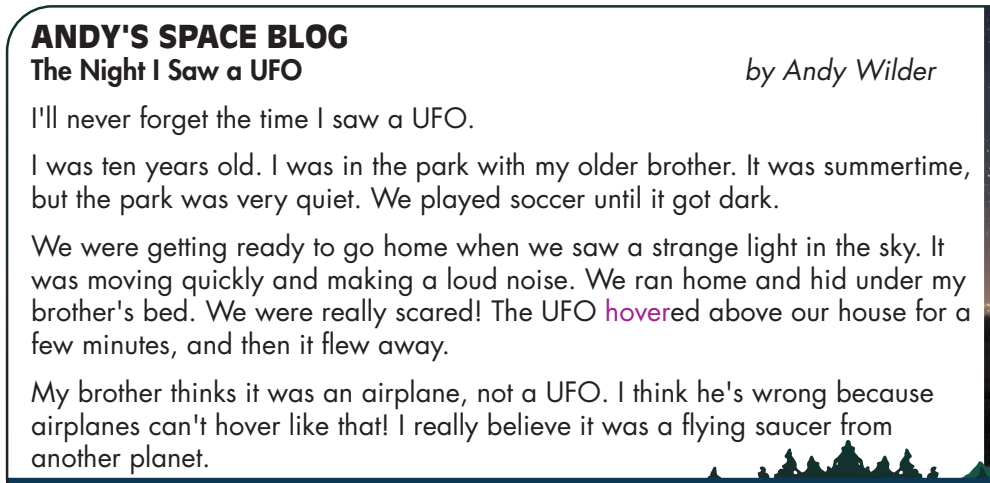 ANDY'S SPACE BLOG
The Night I Saw a UFO by Andy Wilder
I'll never forget the time I saw a UFO.
I was ten years old. I was in the park with my older brother. It was summertime,
but the park was very quiet. We played soccer until it got dark.
We were getting ready to go home when we saw a strange light in the sky. It
was moving quickly and making a loud noise. We ran home and hid under my
brother's bed. We were really scared! The UFO hovered above our house for a
few minutes, and then it flew away.
My brother thinks it was an airplane, not a UFO. I think he's wrong because
airplanes can't hover like that! I really believe it was a flying saucer from
another planet.